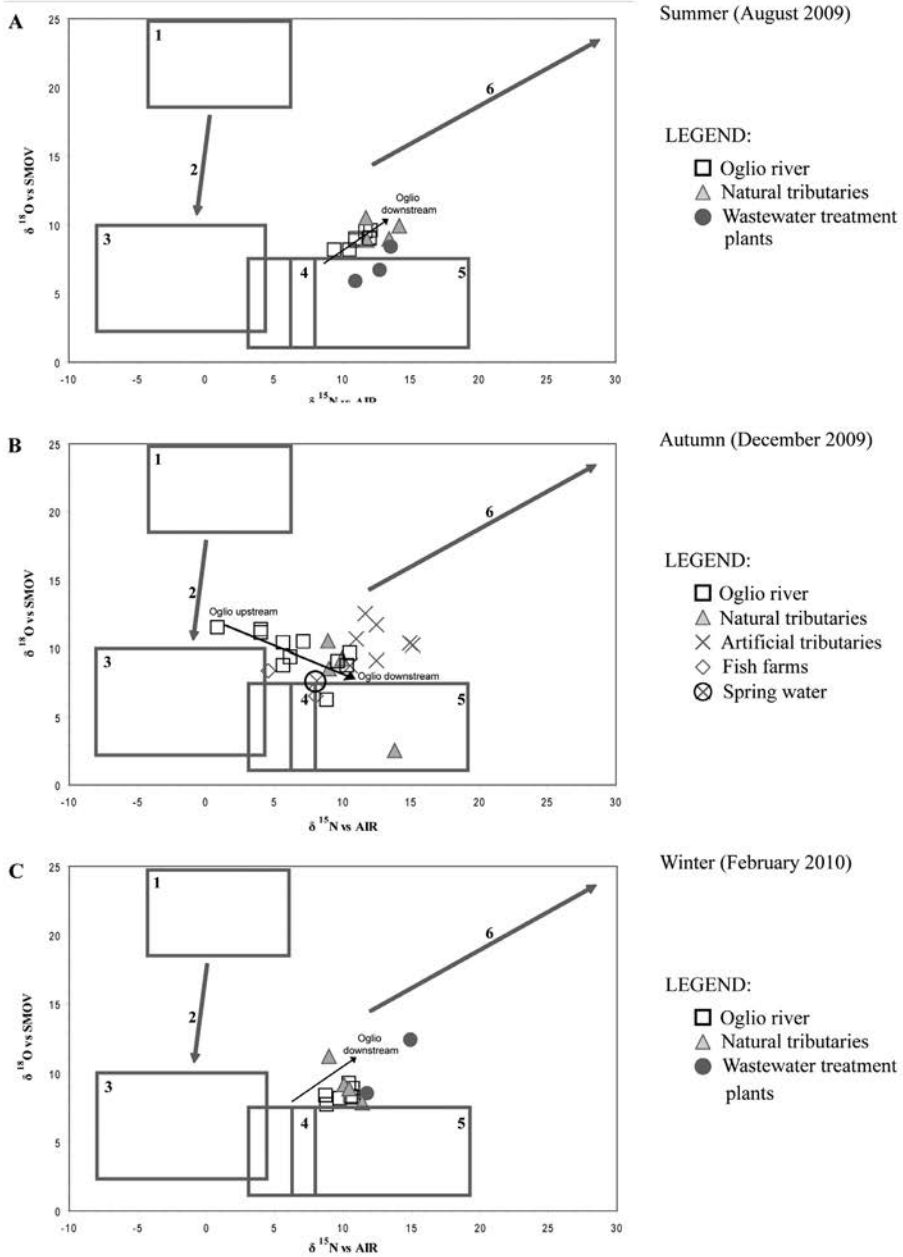 A
Summer (August 2009)
25
20
15
10
5
0
δ 18O vs SMOV
1
2
3
4
5
6
Oglio
downstream
-10 -5 0 5 10 15 20 25 30
δ 15N vs AIR
LEGEND:
Oglio river
Natural tributaries
Wastewater treatment
plants
B
Autumn (December 2009)
25
20
15
10
5
0
δ 18O vs SMOV
1
2
3
4
5
6
Oglio upstream
Oglio downstream
-10 -5 0 5 10 15 20 25 30
δ 15N vs AIR
LEGEND:
Oglio river
Natural tributaries
Artificial tributaries
Fish farms
Spring water
C
Winter (February 2010)
25
20
15
10
5
0
δ 18O vs SMOV
1
2
3
4
5
6
Oglio
downstream
-10 -5 0 5 10 15 20 25 30
δ 15N vs AIR
LEGEND:
Oglio river
Natural tributaries
Wastewater treatment
plants